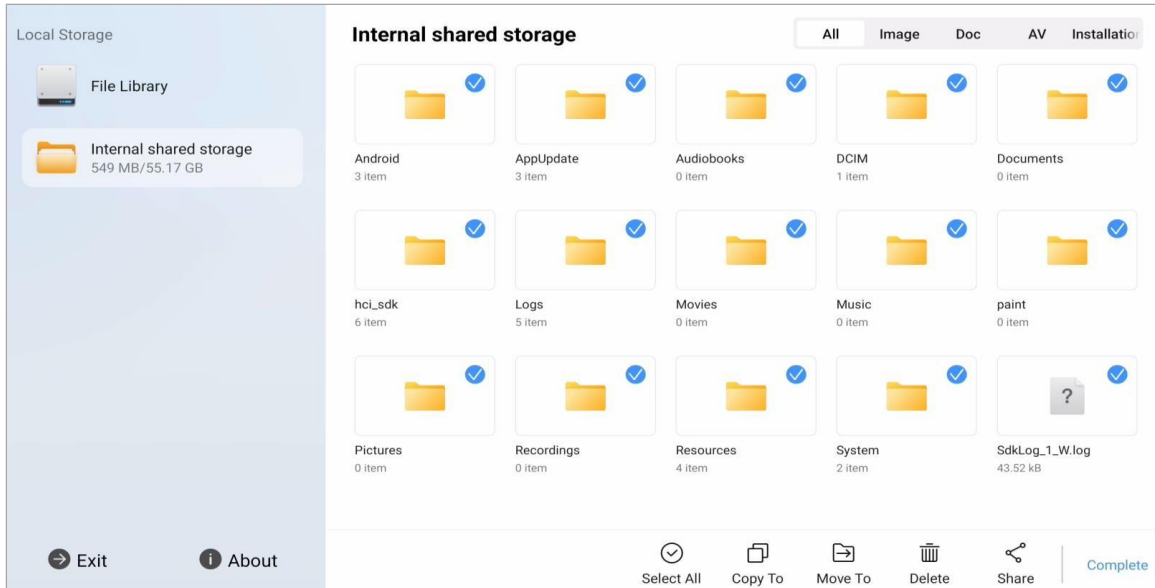 Local Storage
File Library
Internal shared storage
549 MB/55.17 GB
Exit
About
Internal shared storage
All Image Doc AV Installation
Android AppUpdate Audiobooks DCIM Documents
3 item 3 item 0 item 1 item 0 item
hci_sdk Logs Movies Music paint
6 item 5 item 0 item 0 item 0 item
?
Pictures Recordings Resources System SdkLog_1_W.log
0 item 0 item 4 item 2 item 43.52 kB
Select All Copy To Move To Delete Share Complete